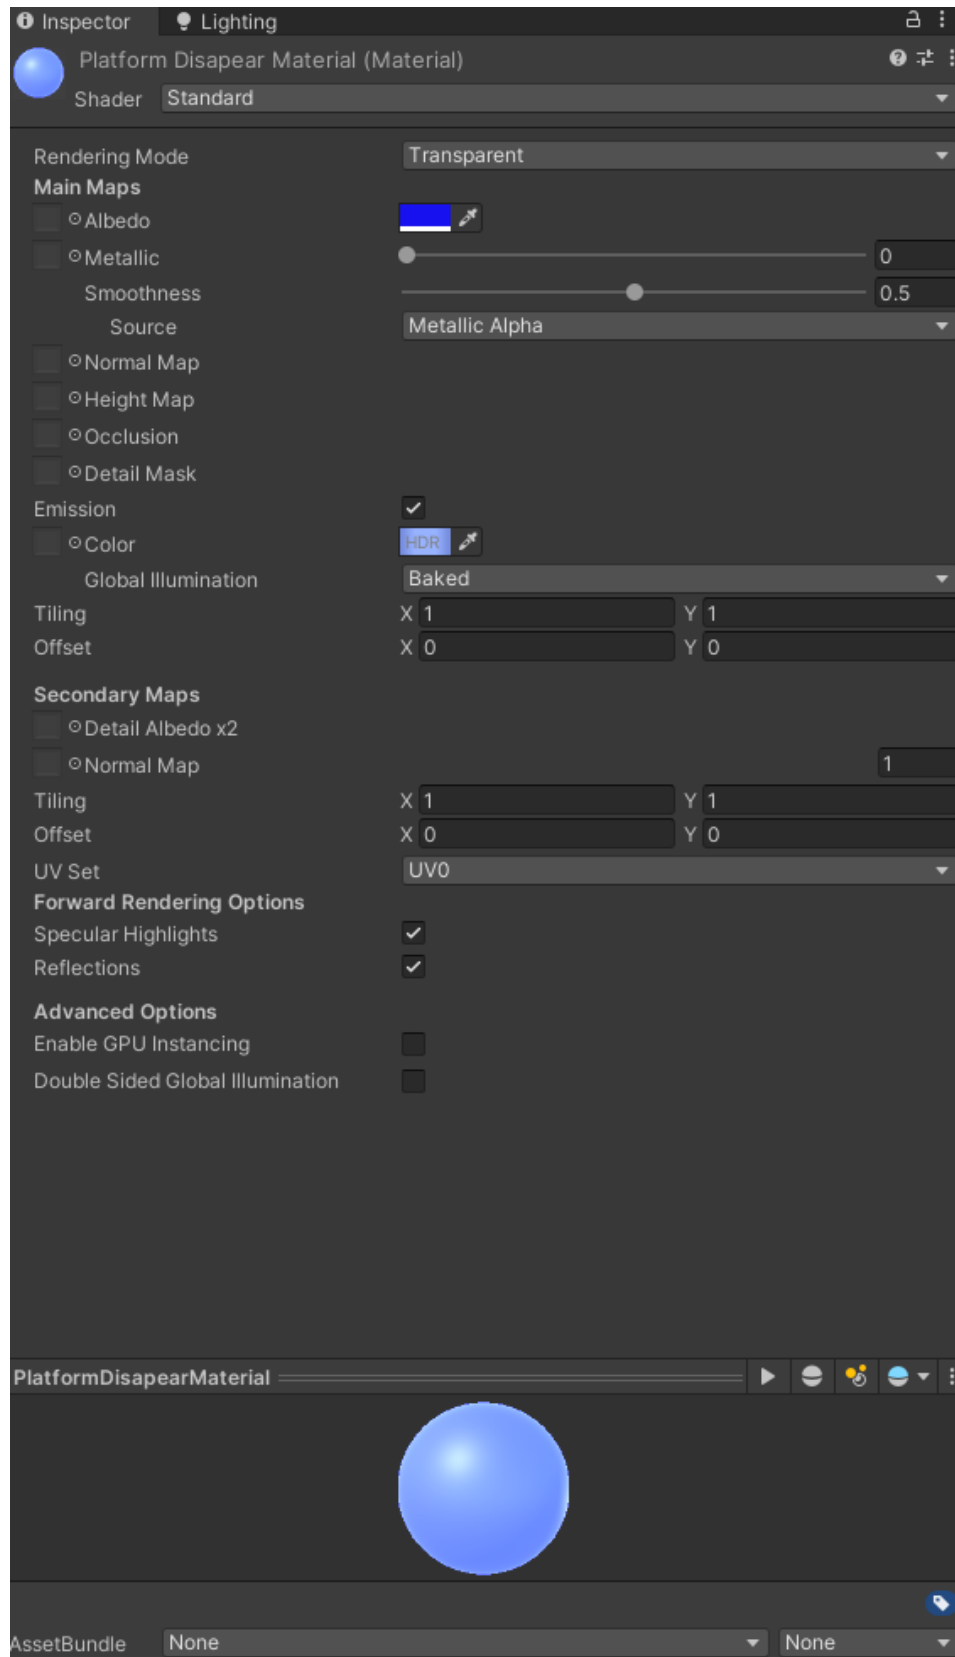 Inspector Lighting
Platform Disapear Material (Material)
Shader Standard
Rendering Mode Transparent
Main Maps
Albedo
Metallic 0
Smoothness 0.5
Source Metallic Alpha
Normal Map
Height Map
Occlusion
Detail Mask
Emission
Color HDR
Global Illumination Baked
Tiling X 1 Y 1
Offset X 0 Y 0
Secondary Maps
Detail Albedo x2
Normal Map 1
Tiling X 1 Y 1
Offset X 0 Y 0
UV Set UV0
Forward Rendering Options
Specular Highlights
Reflections
Advanced Options
Enable GPU Instancing
Double Sided Global Illumination
PlatformDisapearMaterial
AssetBundle None None